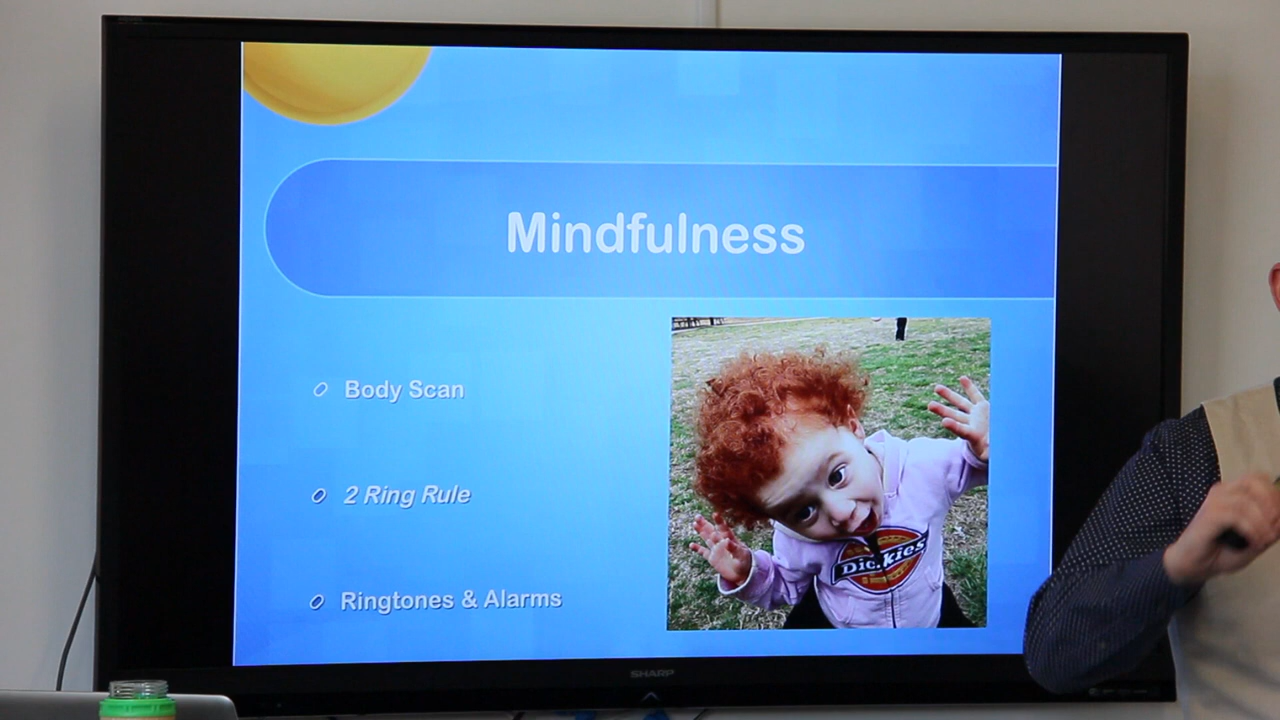 Mindfulness
Body Scan
2 Ring Rule
Ringtones & Alarms
Dickies
SHARP